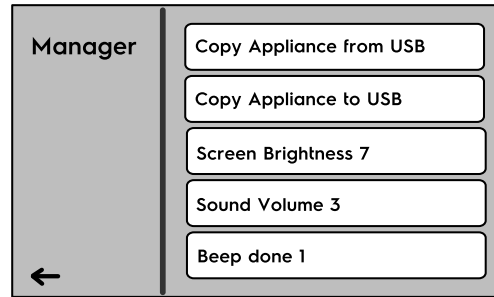 Manager
Copy Appliance from USB
Copy Appliance to USB
Screen Brightness 7
Sound Volume 3
Beep done 1